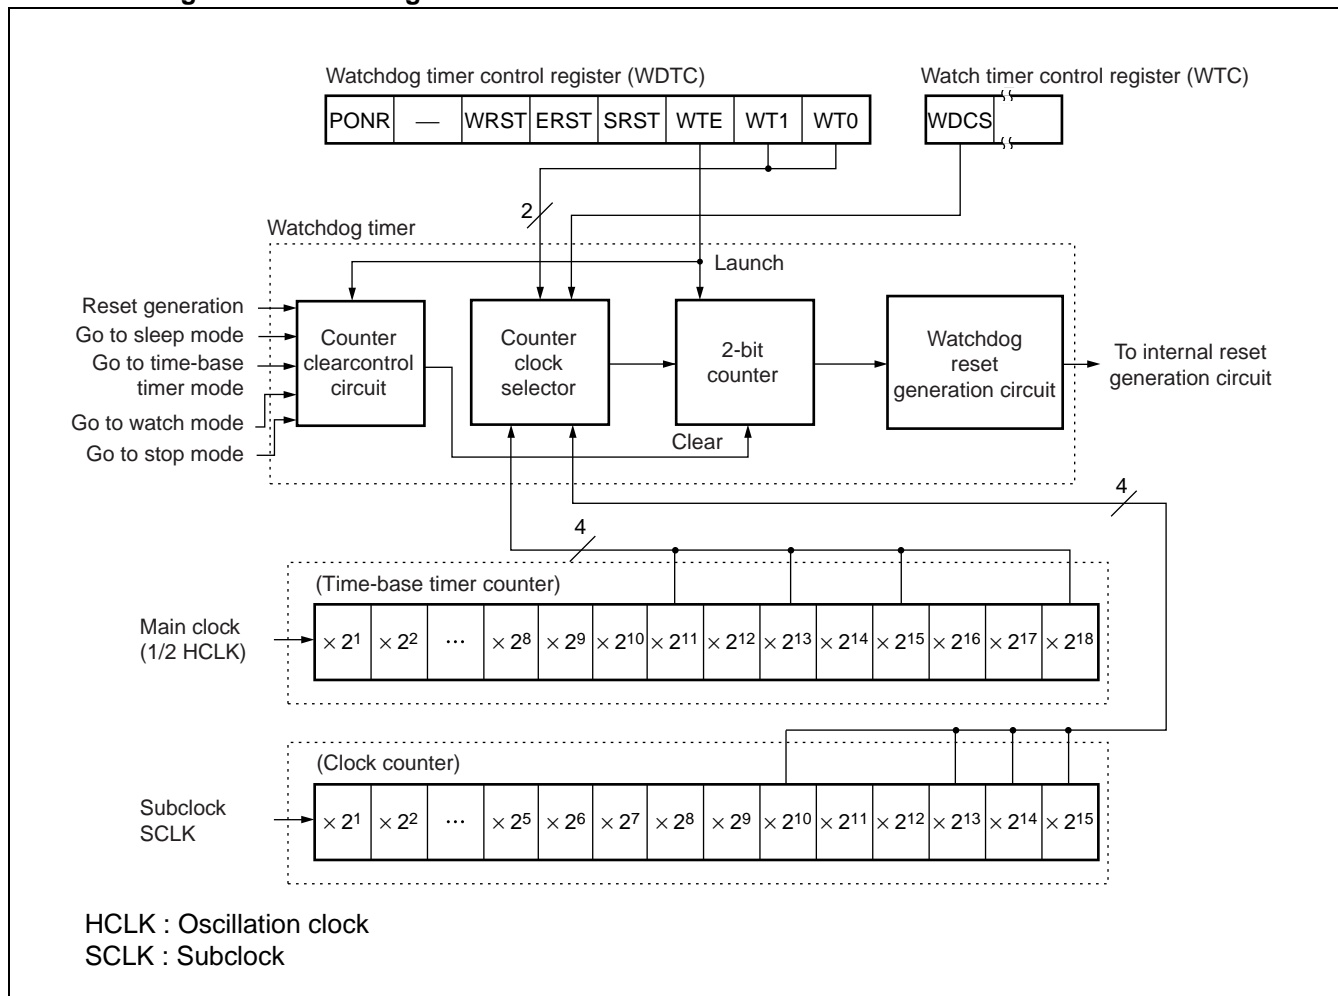 Watchdog timer control register (WDTC)
Watch timer control register (WTC)
PONR — WRST ERST SRST WTE WT1 WT0
WDCS
2
Watchdog timer
Launch
Reset generation
Go to sleep mode
Go to time-base
timer mode
Go to watch mode
Go to stop mode
Counter
clearcontrol
circuit
Counter
clock
selector
2-bit
counter
Watchdog
reset
generation circuit
To internal reset
generation circuit
Clear
4
4
(Time-base timer counter)
Main clock
(1/2 HCLK)
× 2¹ × 2² ··· × 2⁸ × 2⁹ × 2¹⁰ × 2¹¹ × 2¹² × 2¹³ × 2¹⁴ × 2¹⁵ × 2¹⁶ × 2¹⁷ × 2¹⁸
(Clock counter)
Subclock
SCLK
× 2¹ × 2² ··· × 2⁵ × 2⁶ × 2⁷ × 2⁸ × 2⁹ × 2¹⁰ × 2¹¹ × 2¹² × 2¹³ × 2¹⁴ × 2¹⁵
HCLK : Oscillation clock
SCLK : Subclock